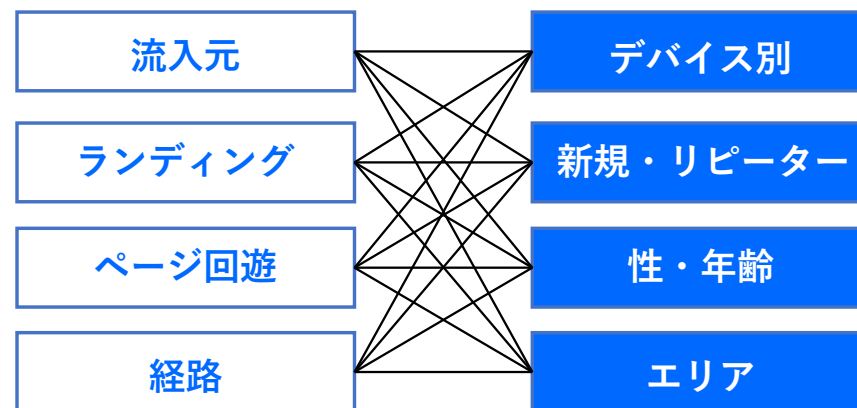 流入元
デバイス別
ランディング
新規・リピーター
ページ回遊
性・年齢
経路
エリア